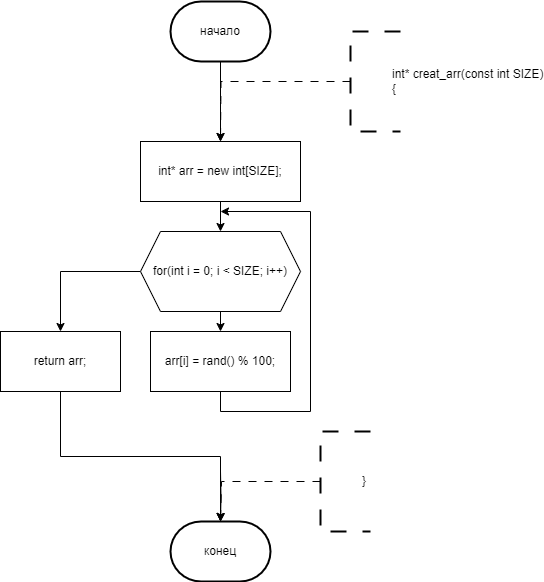 начало
int* creat_arr(const int SIZE)
{
int* arr = new int[SIZE];
for(int i = 0; i < SIZE; i++)
return arr;
arr[i] = rand() % 100;
}
конец